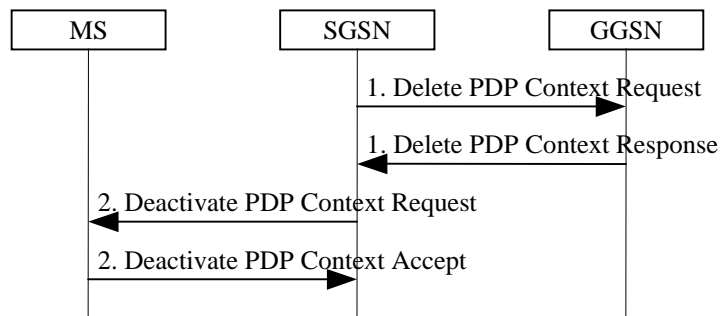 MS SGSN GGSN
1. Delete PDP Context Request
1. Delete PDP Context Response
2. Deactivate PDP Context Request
2. Deactivate PDP Context Accept